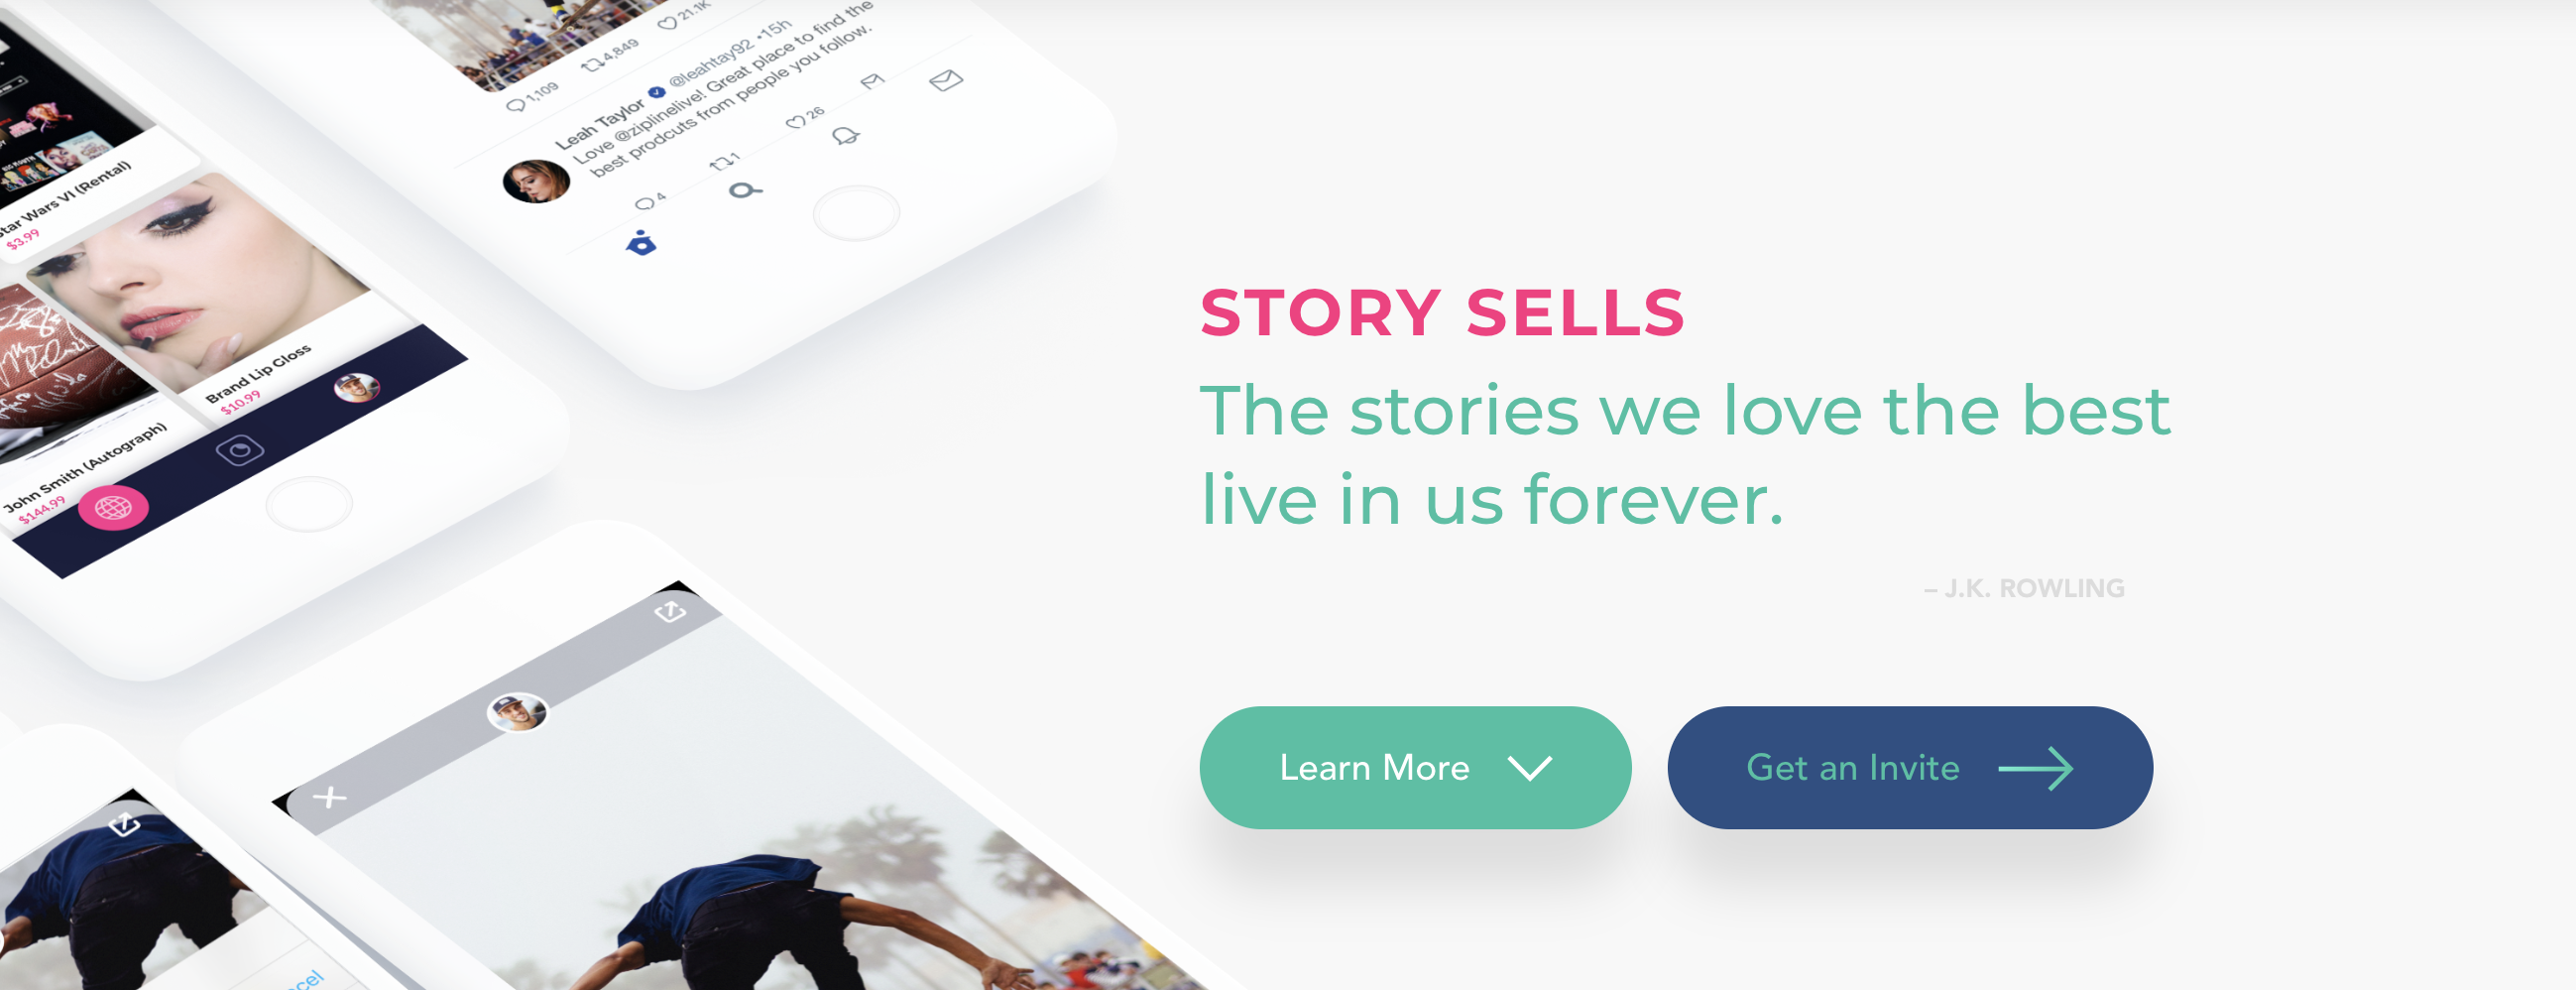 21.1K
4,849
1,109
Leah Taylor @leahtay92 •15h
Love @ziplinelive! Great place to find the
best prodcuts from people you follow.
26
1
4
Star Wars VI (Rental)
$3.99
Brand Lip Gloss
$10.99
John Smith (Autograph)
$144.99
STORY SELLS
The stories we love the best
live in us forever.
– J.K. ROWLING
Learn More
Get an Invite